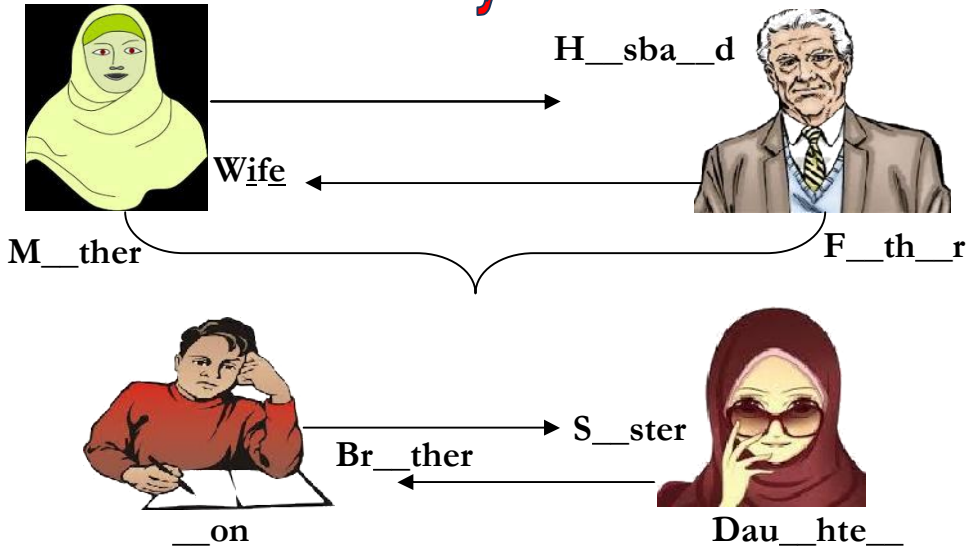 H__sba__d
Wife
M__ther
F__th__r
S__ster
Br__ther
__on
Dau__hte__